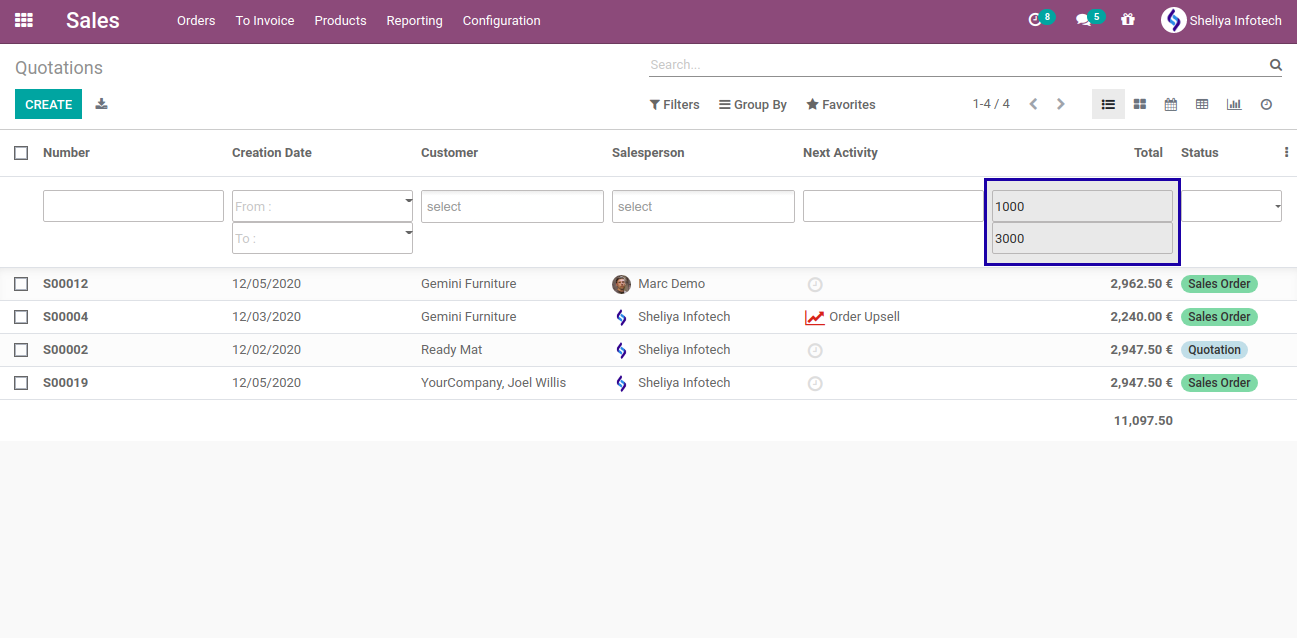 Sales Orders To Invoice Products Reporting Configuration 8 5 Sheliya Infotech
Quotations Search...
CREATE Filters Group By Favorites 1-4 / 4
Number Creation Date Customer Salesperson Next Activity Total Status
From : select select 1000
To : 3000
S00012 12/05/2020 Gemini Furniture Marc Demo 2,962.50 € Sales Order
S00004 12/03/2020 Gemini Furniture Sheliya Infotech Order Upsell 2,240.00 € Sales Order
S00002 12/02/2020 Ready Mat Sheliya Infotech 2,947.50 € Quotation
S00019 12/05/2020 YourCompany, Joel Willis Sheliya Infotech 2,947.50 € Sales Order
11,097.50